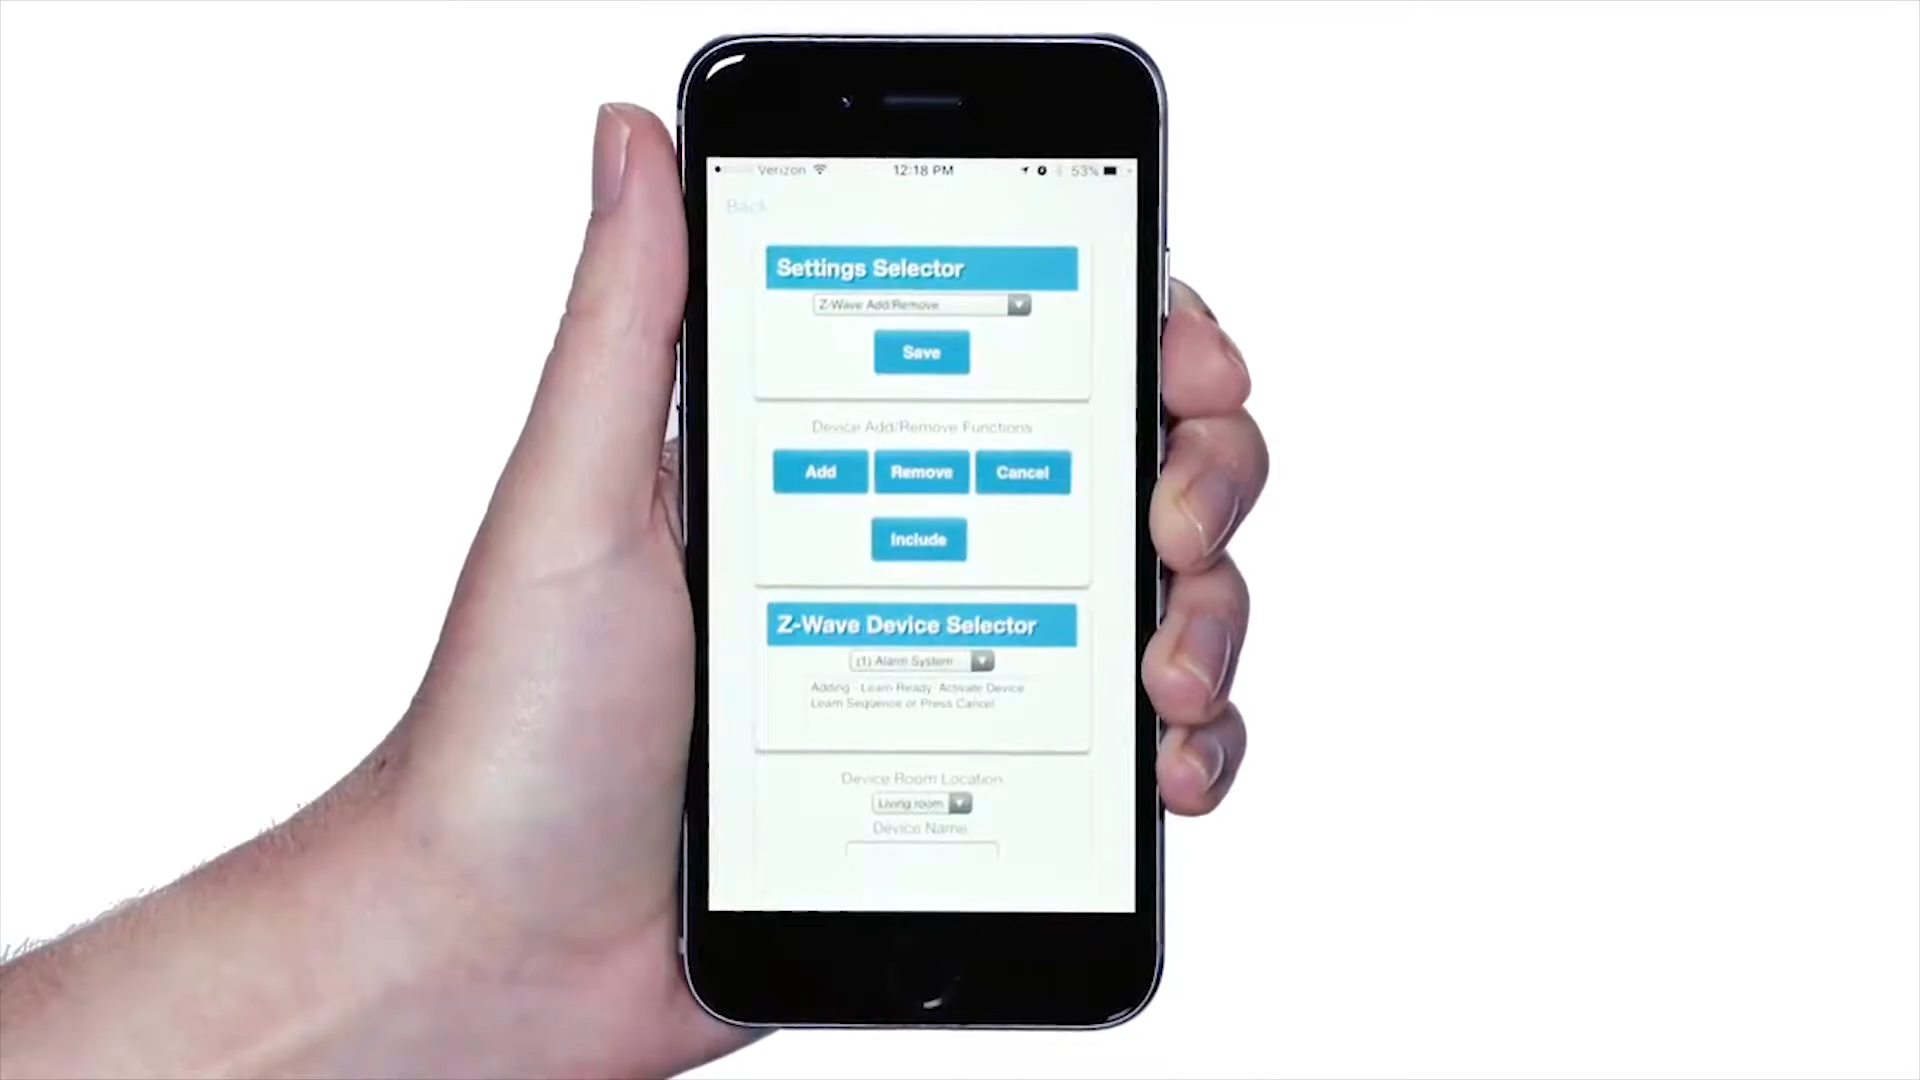 Verizon 12:18 PM 53%
Back
Settings Selector
Z-Wave Add/Remove
Save
Device Add/Remove Functions
Add Remove Cancel
Include
Z-Wave Device Selector
(1) Alarm System
Adding - Learn Ready. Activate Device
Learn Sequence or Press Cancel
Device Room Location:
Living room
Device Name: